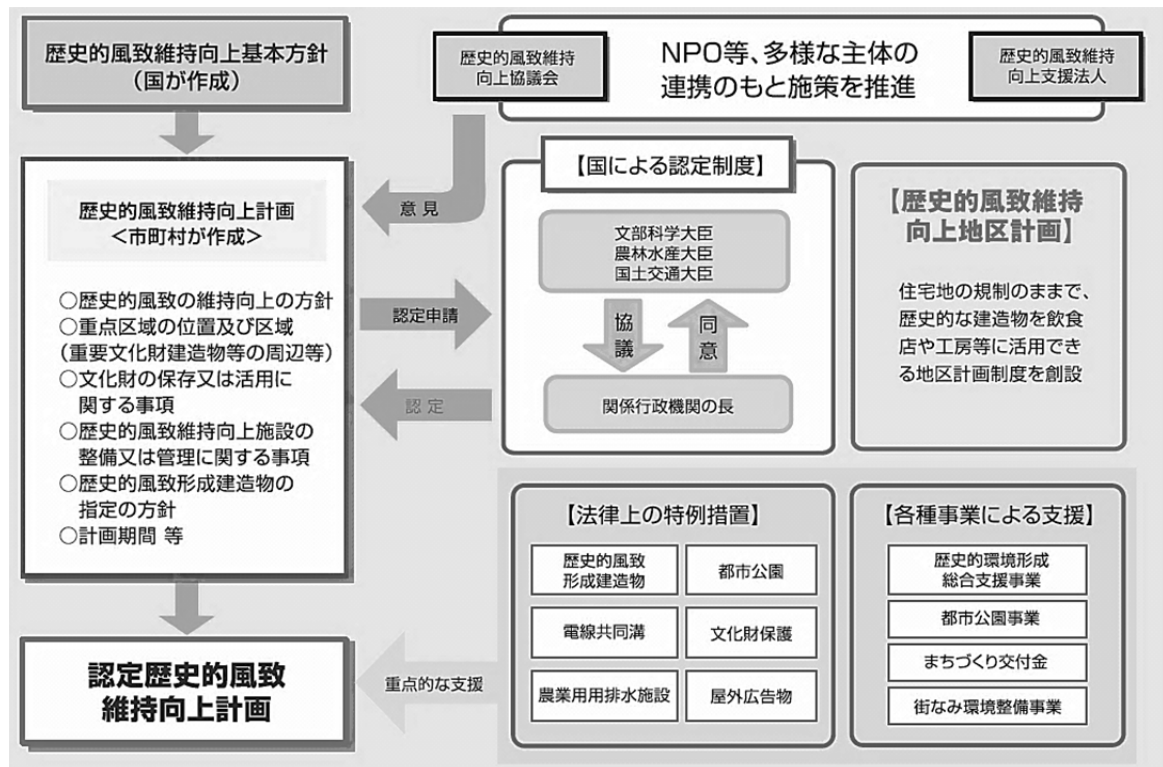 歴史的風致維持向上基本方針
（国が作成）
歴史的風致維持
向上協議会
NPO等、多様な主体の
連携のもと施策を推進
歴史的風致維持
向上支援法人
歴史的風致維持向上計画
＜市町村が作成＞
○歴史的風致の維持向上の方針
○重点区域の位置及び区域
（重要文化財建造物等の周辺等）
○文化財の保存又は活用に
関する事項
○歴史的風致維持向上施設の
整備又は管理に関する事項
○歴史的風致形成建造物の
指定の方針
○計画期間 等
意見
認定申請
認定
【国による認定制度】
文部科学大臣
農林水産大臣
国土交通大臣
協議
同意
関係行政機関の長
【歴史的風致維持
向上地区計画】
住宅地の規制のままで、
歴史的な建造物を飲食
店や工房等に活用でき
る地区計画制度を創設
認定歴史的風致
維持向上計画
重点的な支援
【法律上の特例措置】
歴史的風致
形成建造物
都市公園
電線共同溝
文化財保護
農業用用排水施設
屋外広告物
【各種事業による支援】
歴史的環境形成
総合支援事業
都市公園事業
まちづくり交付金
街なみ環境整備事業